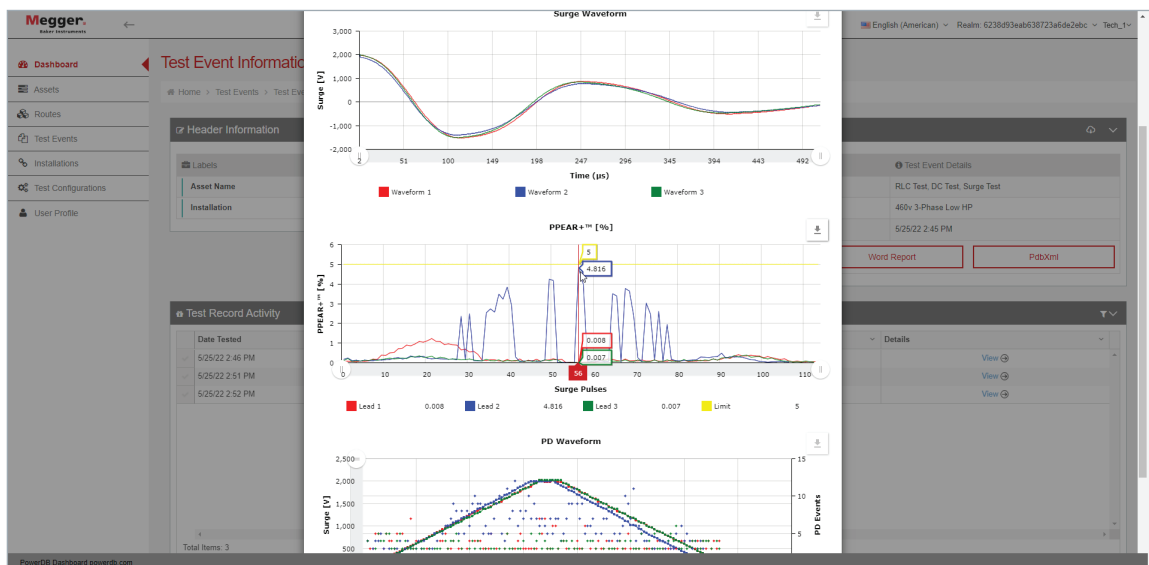 Megger.
Baker Instruments
←
English (American)
Realm: 6238d93eab638723a6de2ebc
Tech_1
Dashboard
Assets
Routes
Test Events
Installations
Test Configurations
User Profile
Test Event Informatio
Home > Test Events > Test Ev
Header Information
Labels
Asset Name
Installation
Test Event Details
RLC Test, DC Test, Surge Test
460v 3-Phase Low HP
5/25/22 2:45 PM
Word Report
PdbXml
Test Record Activity
Date Tested
Details
5/25/22 2:46 PM
View
5/25/22 2:51 PM
View
5/25/22 2:52 PM
View
Total Items: 3
PowerDB Dashboard powerdb.com
Surge Waveform
3,000
2,000
1,000
0
-1,000
-2,000
Surge [V]
2 51 100 149 198 247 296 345 394 443 492
Time (µs)
Waveform 1 Waveform 2 Waveform 3
PPEAR+™ [%]
6
5
4
3
2
1
0
PPEAR+™ [%]
5
4.816
0.008
0.007
0 10 20 30 40 50 56 60 70 80 90 100 110
Surge Pulses
Lead 1 0.008 Lead 2 4.816 Lead 3 0.007 Limit 5
PD Waveform
2,500
2,000
1,500
1,000
500
Surge [V]
15
10
5
PD Events